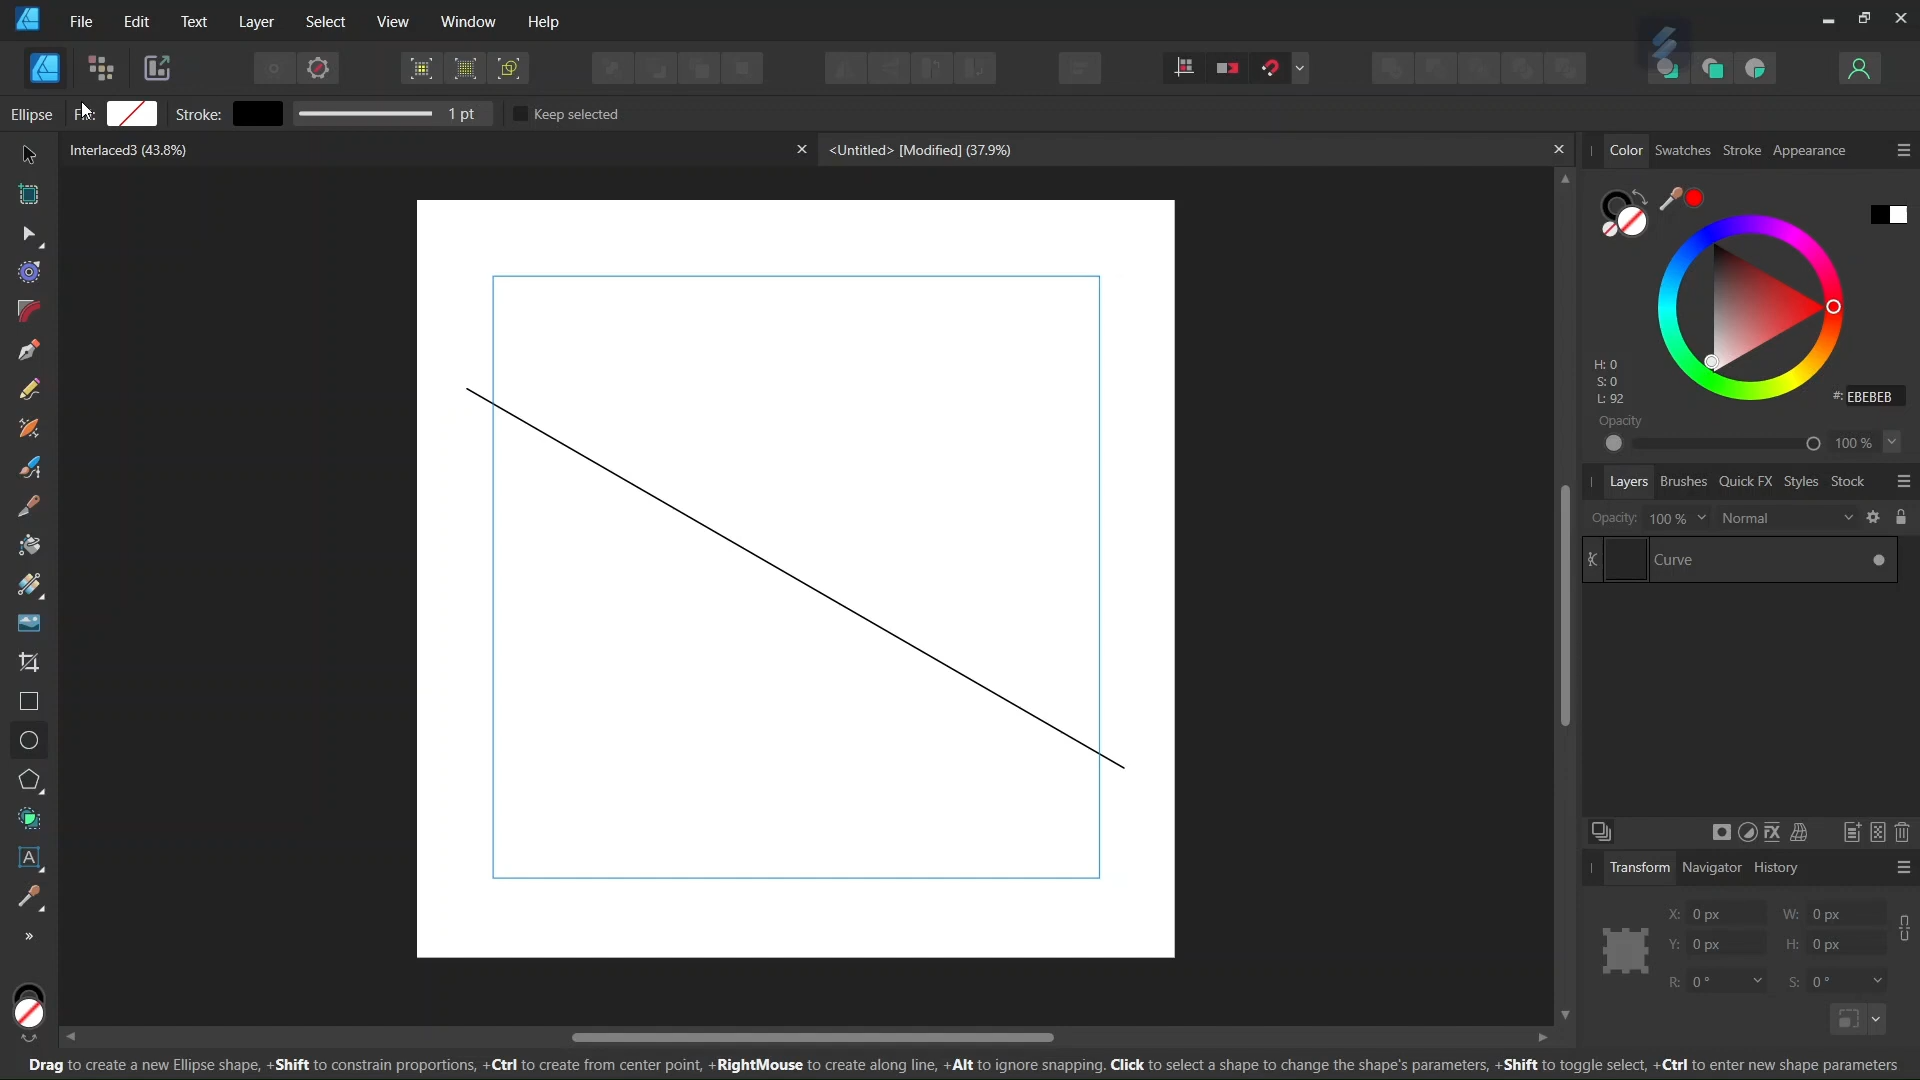 File Edit Text Layer Select View Window Help
Ellipse Stroke: 1 pt Keep selected
Interlaced3 (43.8%) <Untitled> [Modified] (37.9%)
Color Swatches Stroke Appearance
H: 0
S: 0
L: 92
#: EBEBEB
Opacity
100 %
Layers Brushes Quick FX Styles Stock
Opacity: 100 % Normal
Curve
Transform Navigator History
X: 0 px W: 0 px
Y: 0 px H: 0 px
R: 0 ° S: 0 °
Drag to create a new Ellipse shape, +Shift to constrain proportions, +Ctrl to create from center point, +RightMouse to create along line, +Alt to ignore snapping. Click to select a shape to change the shape's parameters, +Shift to toggle select, +Ctrl to enter new shape parameters